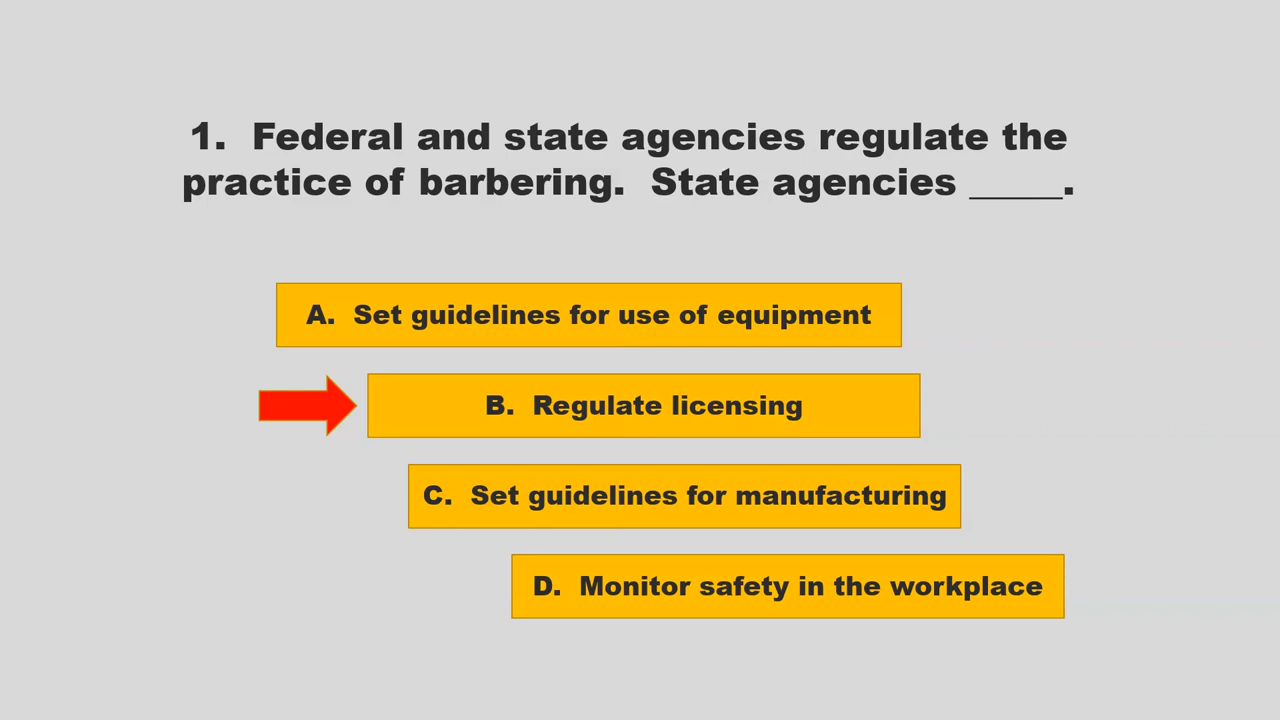 1.  Federal and state agencies regulate the
practice of barbering.  State agencies _____.
A.  Set guidelines for use of equipment
B.  Regulate licensing
C.  Set guidelines for manufacturing
D.  Monitor safety in the workplace